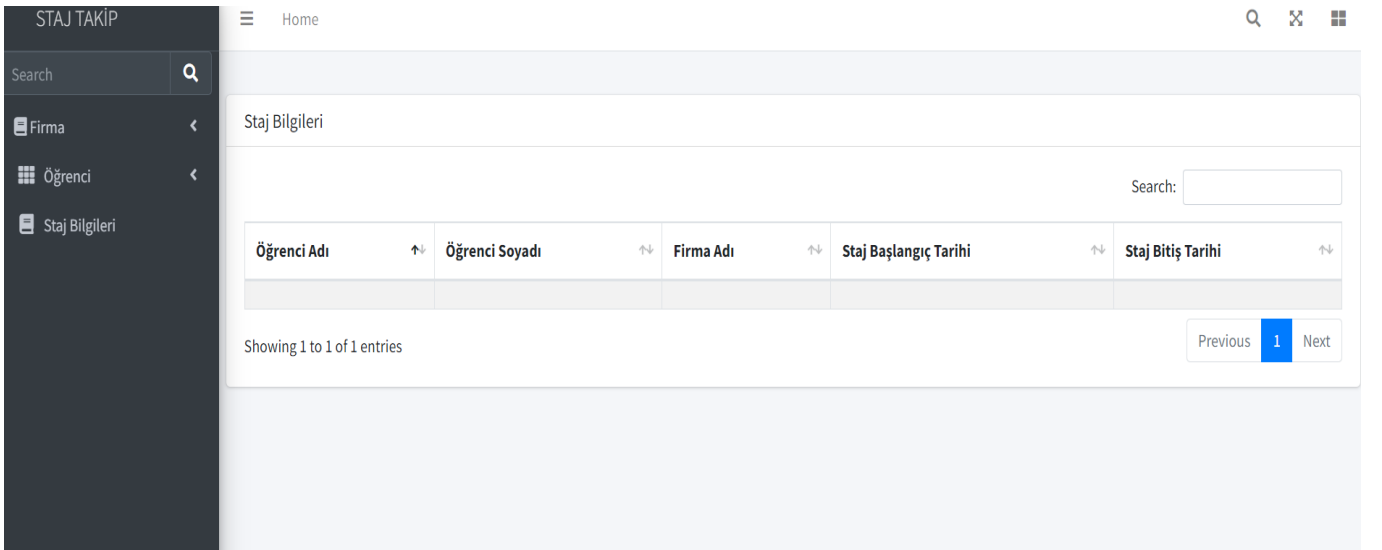 STAJ TAKİP
Home
Search
Firma
Öğrenci
Staj Bilgileri
Staj Bilgileri
Search:
Öğrenci Adı Öğrenci Soyadı Firma Adı Staj Başlangıç Tarihi Staj Bitiş Tarihi
Showing 1 to 1 of 1 entries
Previous 1 Next